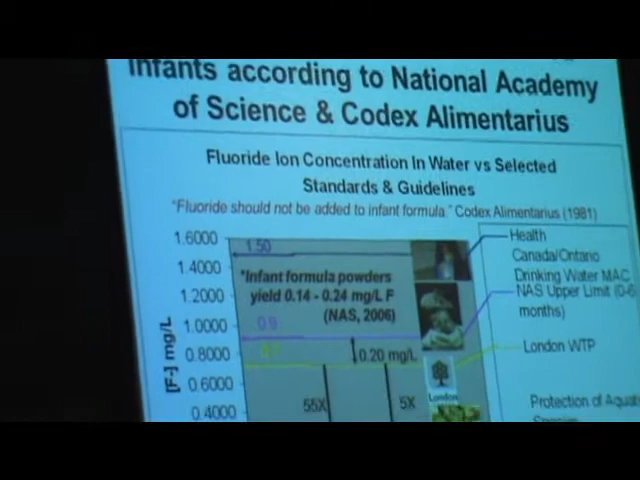 Infants according to National Academy
of Science & Codex Alimentarius
Fluoride Ion Concentration In Water vs Selected
Standards & Guidelines
"Fluoride should not be added to infant formula." Codex Alimentarius (1981)
1.6000
1.4000
1.2000
1.0000
0.8000
0.6000
0.4000
[F-] mg/L
1.50
*Infant formula powders
yield 0.14 - 0.24 mg/L F
(NAS, 2006)
0.9
0.20 mg/L
55X
5X
London
Health
Canada/Ontario
Drinking Water MAC
NAS Upper Limit (0-6
months)
London WTP
Protection of